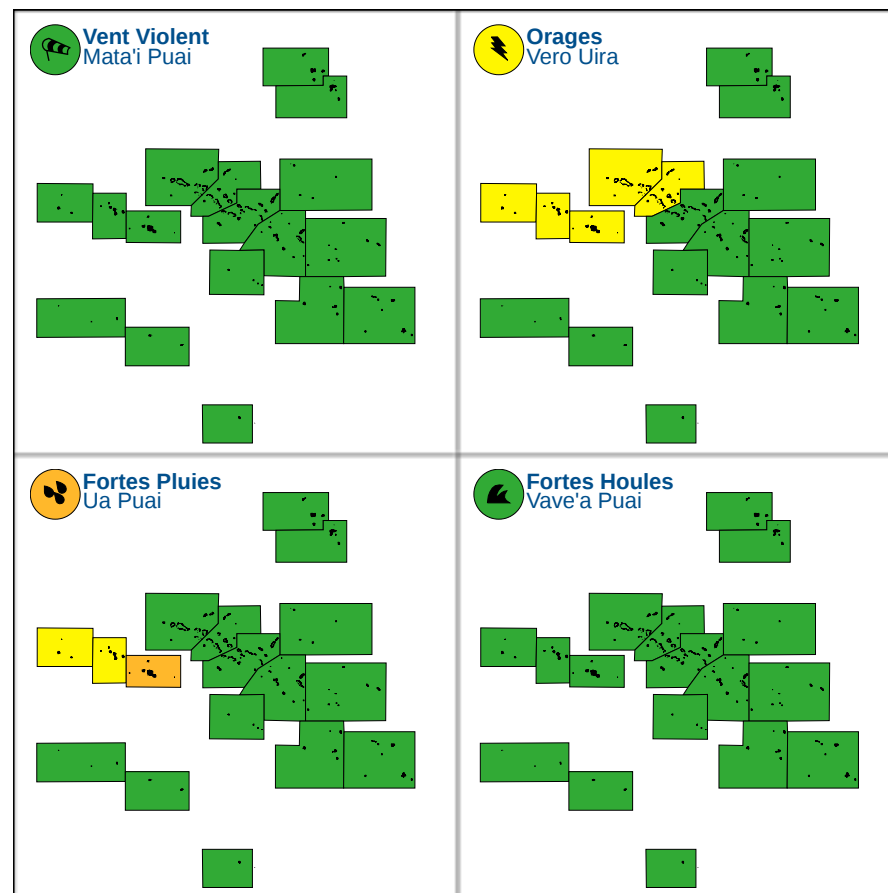 Vent Violent
Mata'i Puai
Orages
Vero Uira
Fortes Pluies
Ua Puai
Fortes Houles
Vave'a Puai